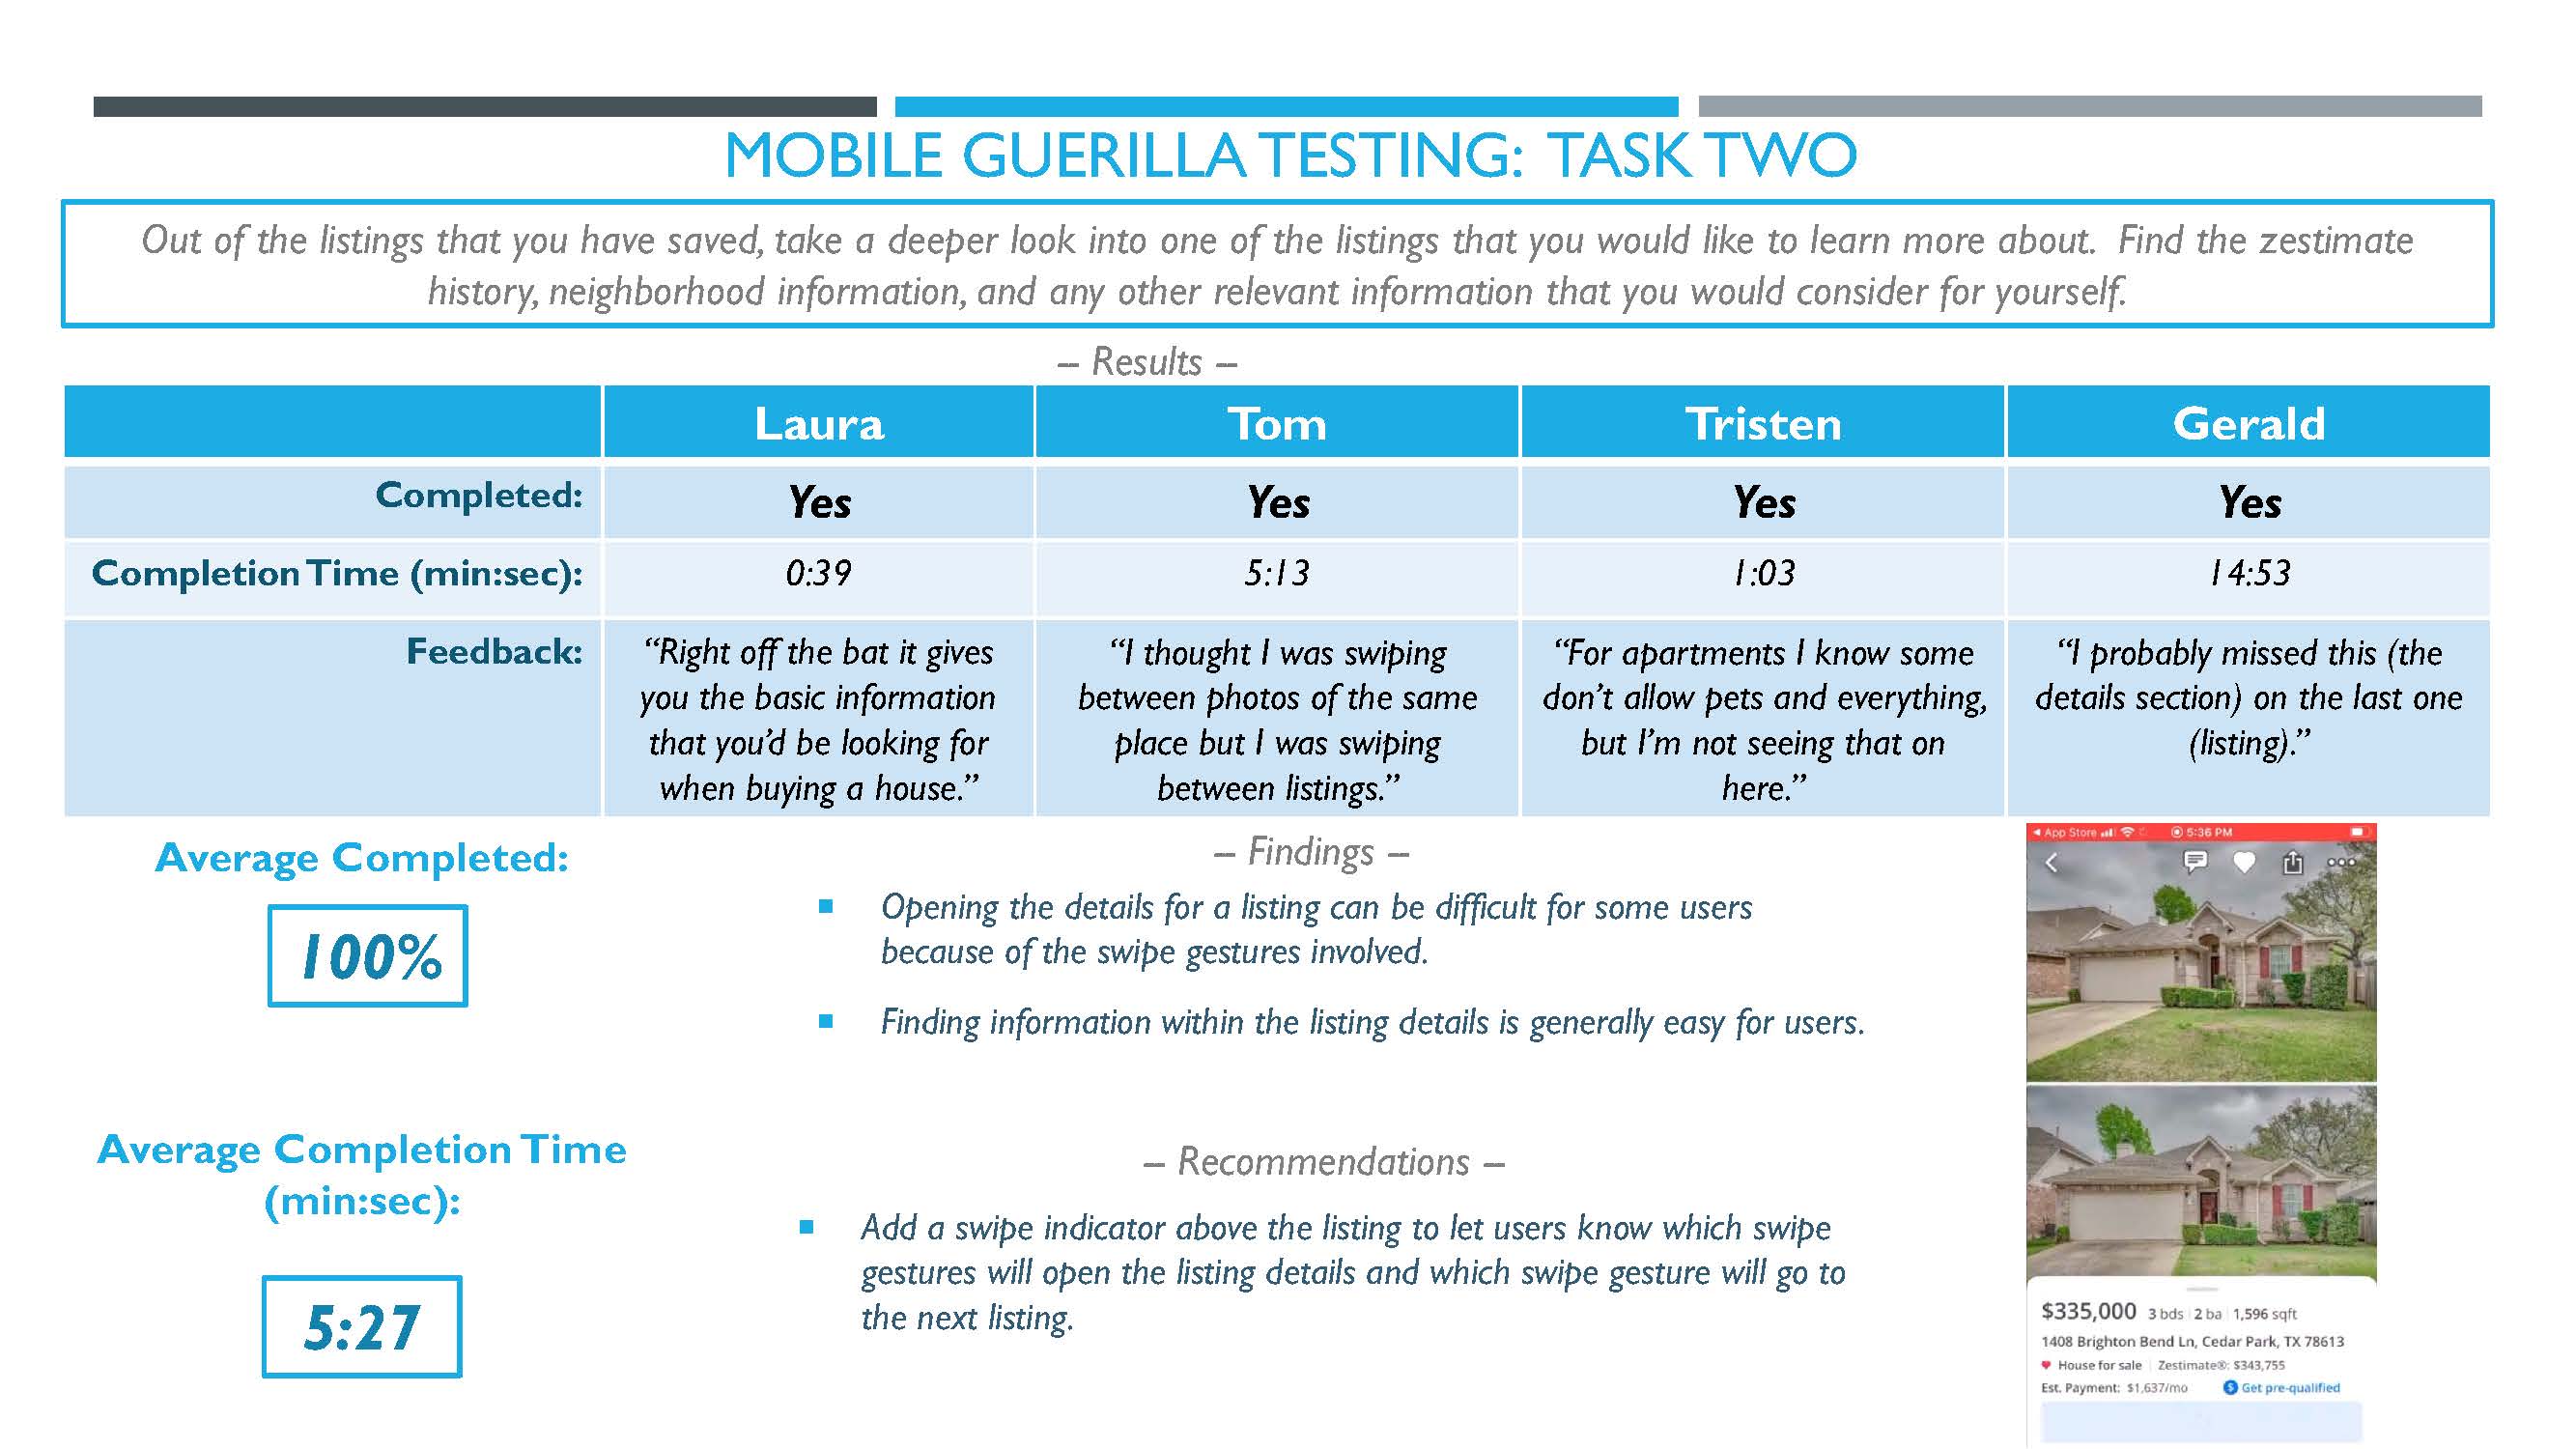 MOBILE GUERILLA TESTING: TASK TWO
Out of the listings that you have saved, take a deeper look into one of the listings that you would like to learn more about. Find the zestimate
history, neighborhood information, and any other relevant information that you would consider for yourself.
– Results –
Laura Tom Tristen Gerald
Completed: Yes Yes Yes Yes
Completion Time (min:sec): 0:39 5:13 1:03 14:53
Feedback:
“Right off the bat it gives
you the basic information
that you’d be looking for
when buying a house.”
“I thought I was swiping
between photos of the same
place but I was swiping
between listings.”
“For apartments I know some
don’t allow pets and everything,
but I’m not seeing that on
here.”
“I probably missed this (the
details section) on the last one
(listing).”
Average Completed:
100%
Average Completion Time
(min:sec):
5:27
– Findings –
Opening the details for a listing can be difficult for some users
because of the swipe gestures involved.
Finding information within the listing details is generally easy for users.
– Recommendations –
Add a swipe indicator above the listing to let users know which swipe
gestures will open the listing details and which swipe gesture will go to
the next listing.
App Store 5:36 PM
$335,000 3 bds 2 ba 1,596 sqft
1408 Brighton Bend Ln, Cedar Park, TX 78613
House for sale Zestimate®: $343,755
Est. Payment: $1,637/mo $ Get pre-qualified